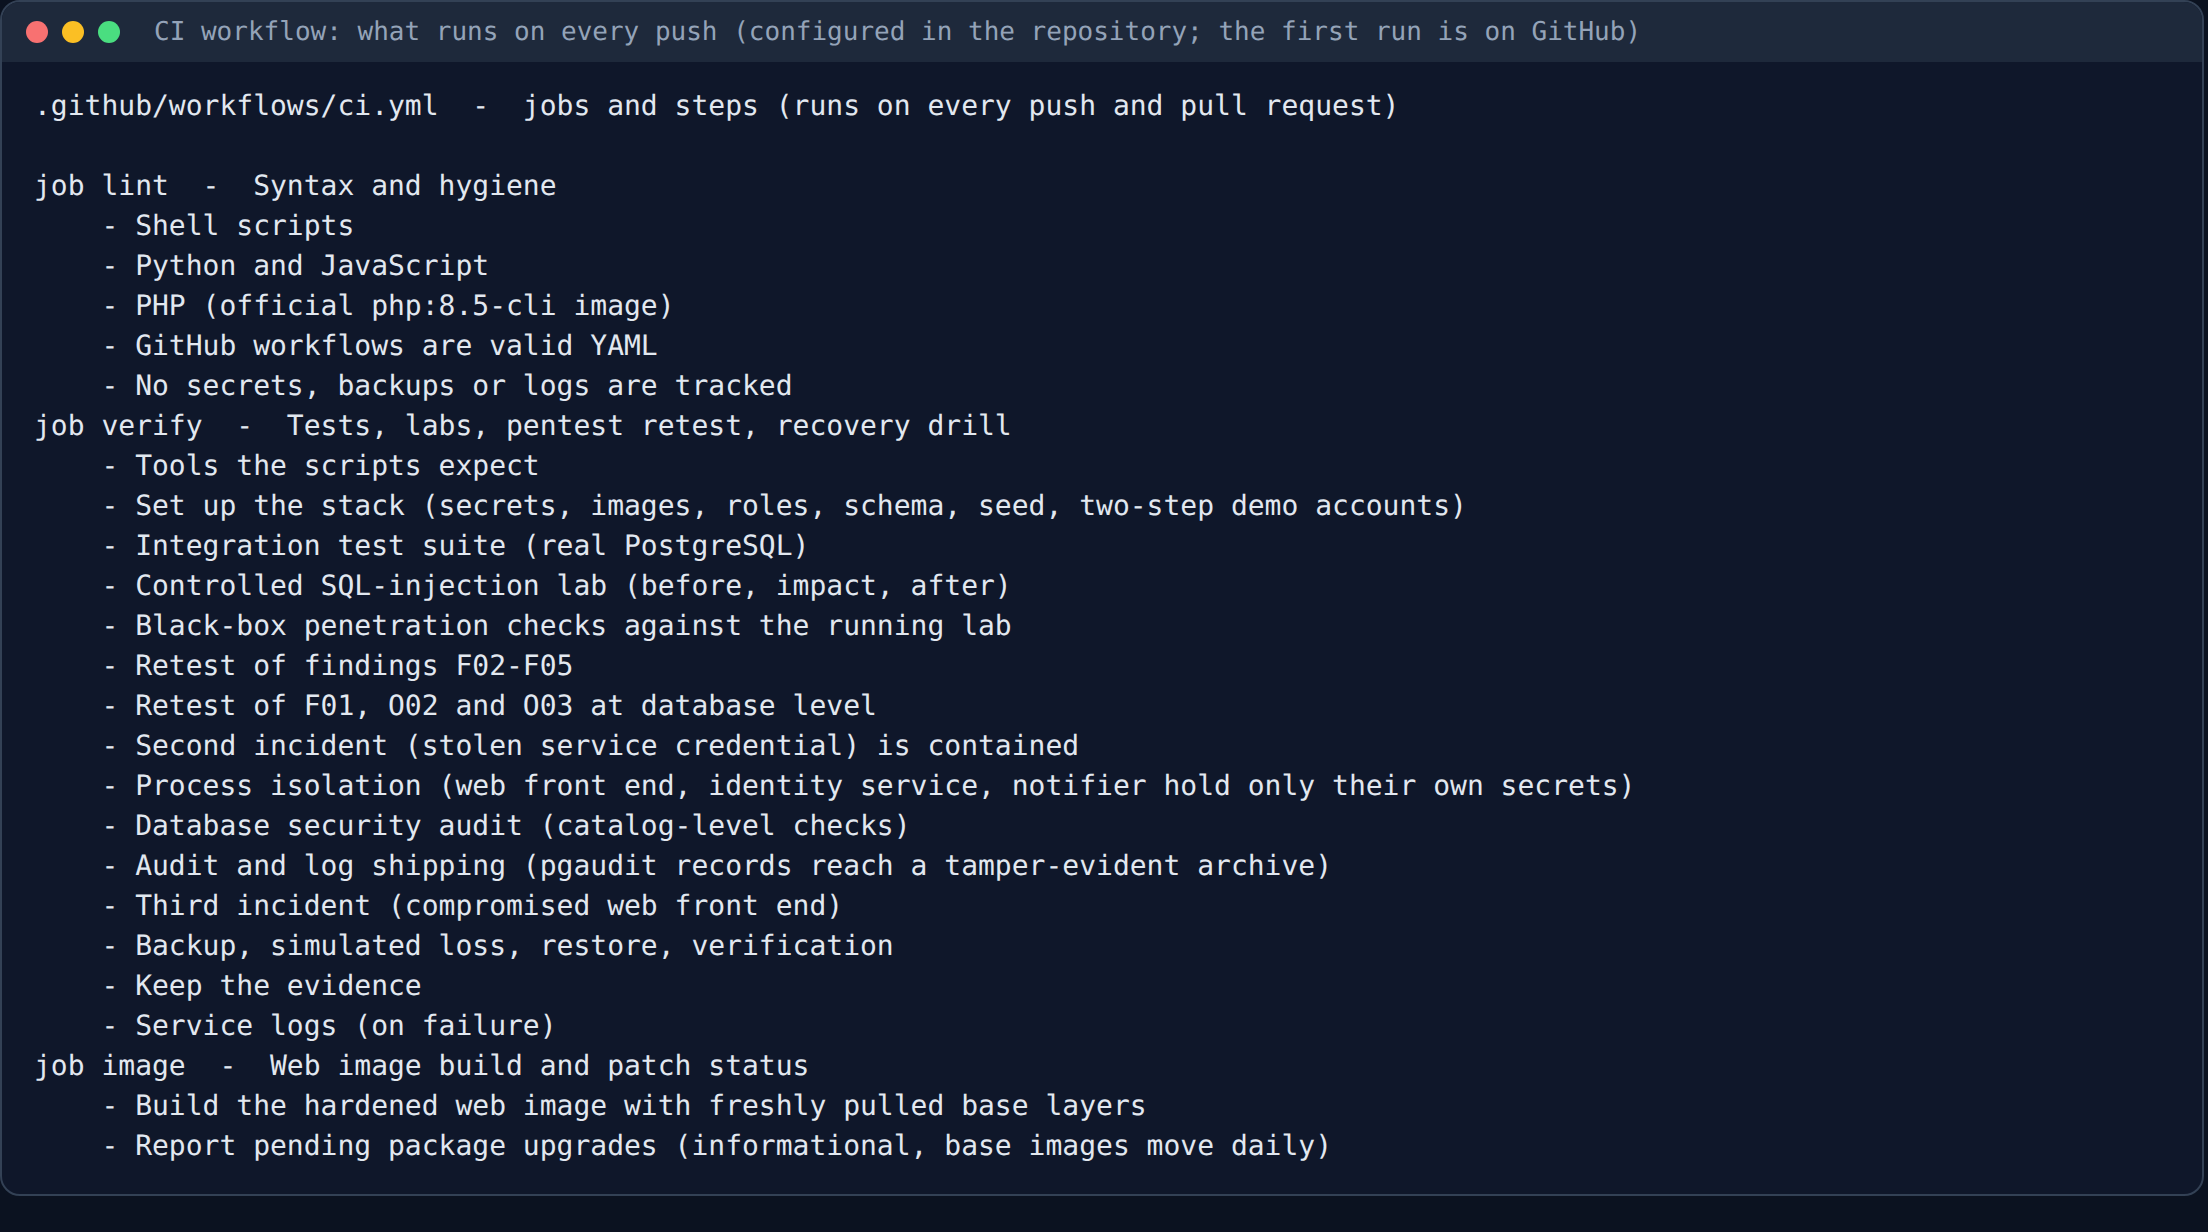 CI workflow: what runs on every push (configured in the repository; the first run is on GitHub)
.github/workflows/ci.yml  -  jobs and steps (runs on every push and pull request)
job lint  -  Syntax and hygiene
- Shell scripts
- Python and JavaScript
- PHP (official php:8.5-cli image)
- GitHub workflows are valid YAML
- No secrets, backups or logs are tracked
job verify  -  Tests, labs, pentest retest, recovery drill
- Tools the scripts expect
- Set up the stack (secrets, images, roles, schema, seed, two-step demo accounts)
- Integration test suite (real PostgreSQL)
- Controlled SQL-injection lab (before, impact, after)
- Black-box penetration checks against the running lab
- Retest of findings F02-F05
- Retest of F01, O02 and O03 at database level
- Second incident (stolen service credential) is contained
- Process isolation (web front end, identity service, notifier hold only their own secrets)
- Database security audit (catalog-level checks)
- Audit and log shipping (pgaudit records reach a tamper-evident archive)
- Third incident (compromised web front end)
- Backup, simulated loss, restore, verification
- Keep the evidence
- Service logs (on failure)
job image  -  Web image build and patch status
- Build the hardened web image with freshly pulled base layers
- Report pending package upgrades (informational, base images move daily)